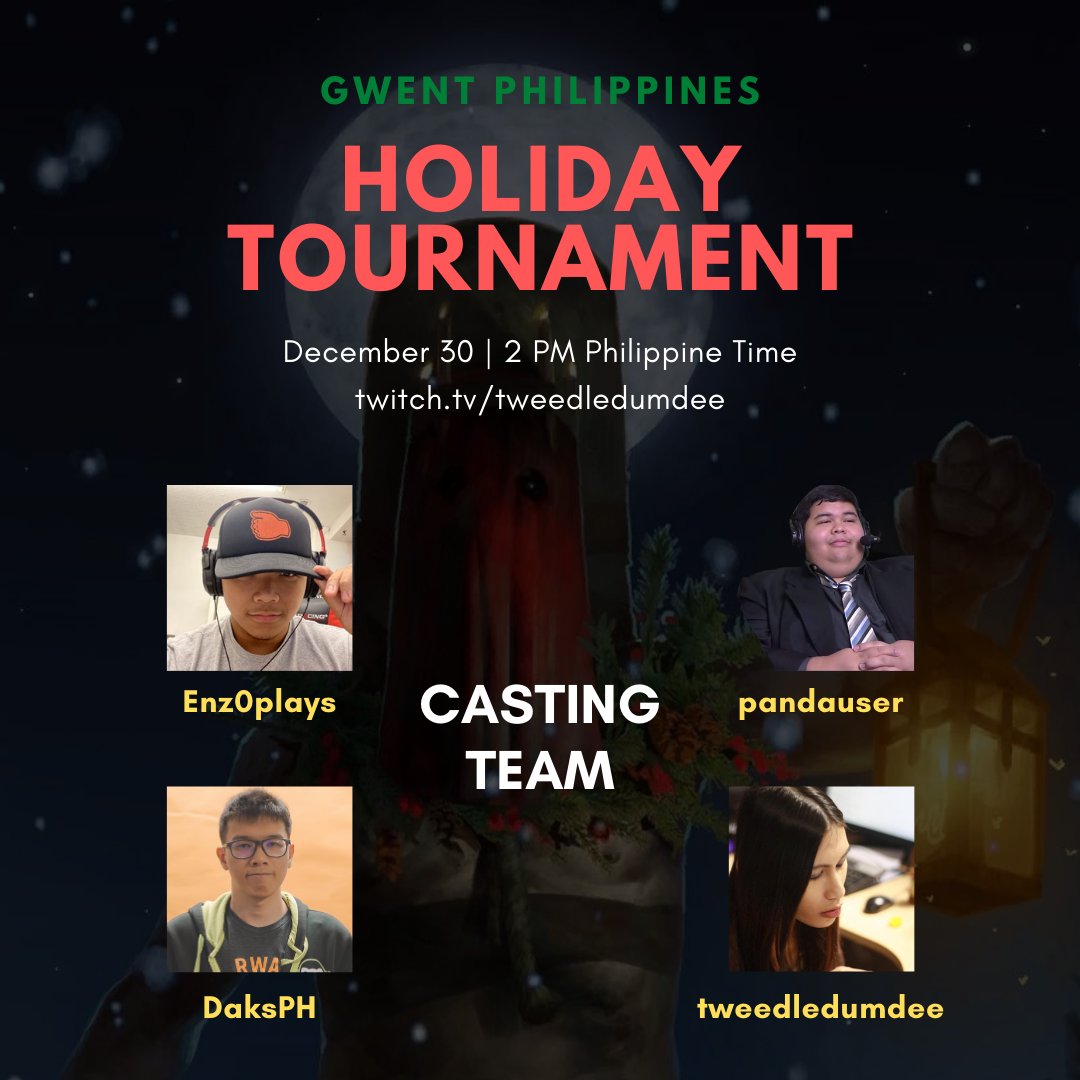 GWENT PHILIPPINES
HOLIDAY
TOURNAMENT
December 30 | 2 PM Philippine Time
twitch.tv/tweedledumdee
Enz0plays
pandauser
CASTING
TEAM
RWA
DaksPH
tweedledumdee